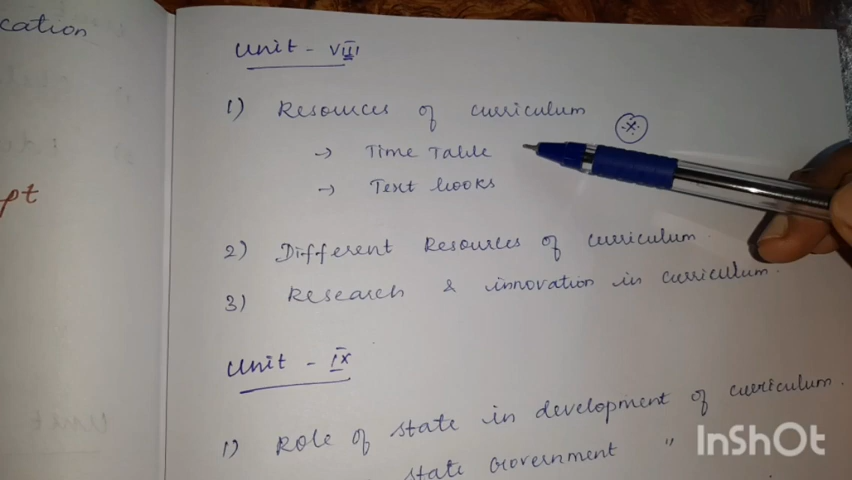 cation
pt
Unit - VIII
1) Resources of curriculum
→ Time Table
→ Text books
2) Different Resources of curriculum.
3) Research & innovation in curriculum.
Unit - IX
1) Role of state in development of curriculum.
state Government "
InShOt